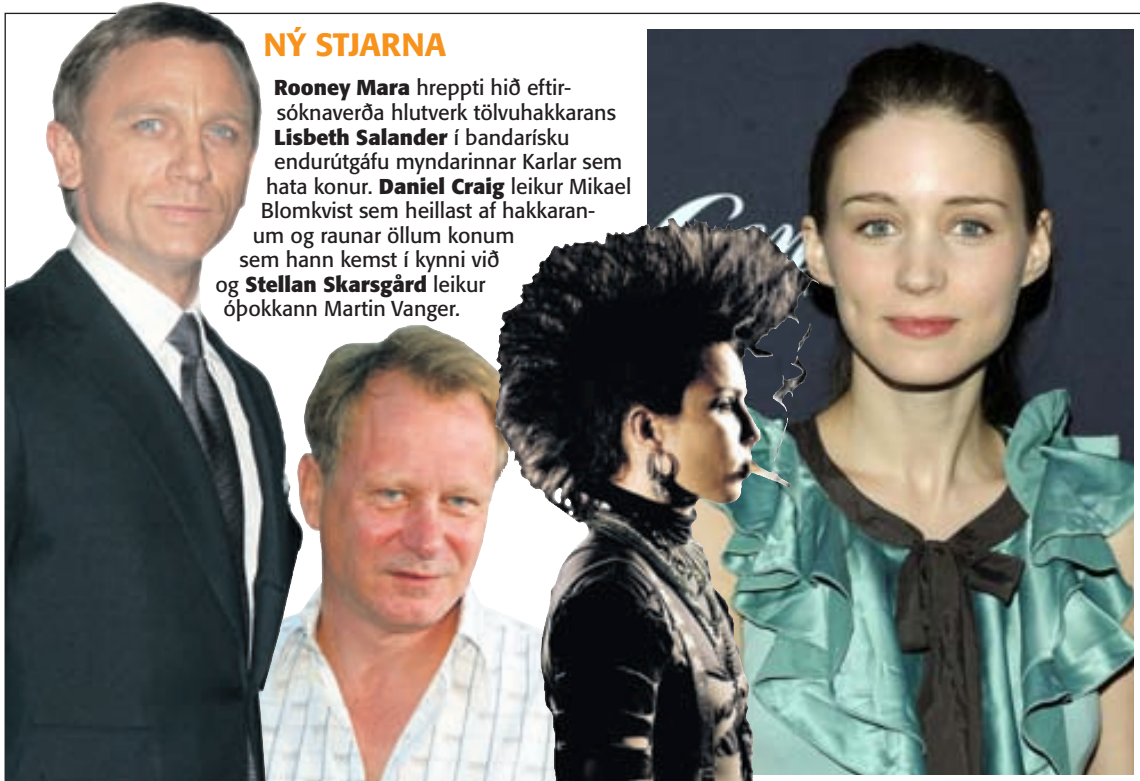 NÝ STJARNA
Rooney Mara hreppti hið eftir-
sóknaverða hlutverk tölvuhakkarans
Lisbeth Salander í bandarísku
endurútgáfu myndarinnar Karlar sem
hata konur. Daniel Craig leikur Mikael
Blomkvist sem heillast af hakkaran-
um og raunar öllum konum
sem hann kemst í kynni við
og Stellan Skarsgård leikur
óþokkann Martin Vanger.